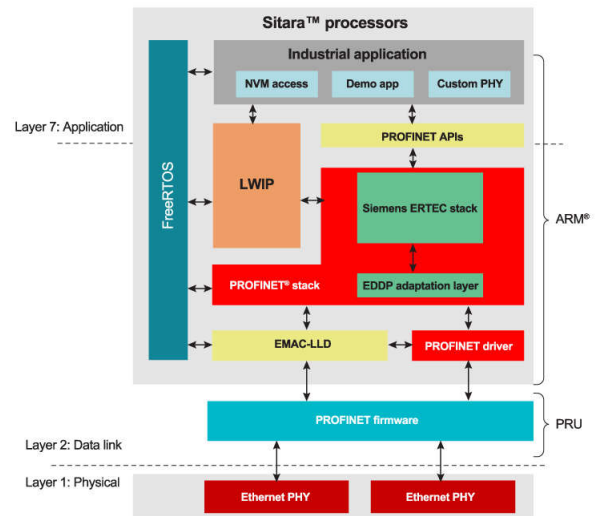 Sitara™ processors
Industrial application
NVM access
Demo app
Custom PHY
Layer 7: Application
PROFINET APIs
FreeRTOS
LWIP
Siemens ERTEC stack
ARM®
PROFINET® stack
EDDP adaptation layer
EMAC-LLD
PROFINET driver
PROFINET firmware
PRU
Layer 2: Data link
Layer 1: Physical
Ethernet PHY
Ethernet PHY